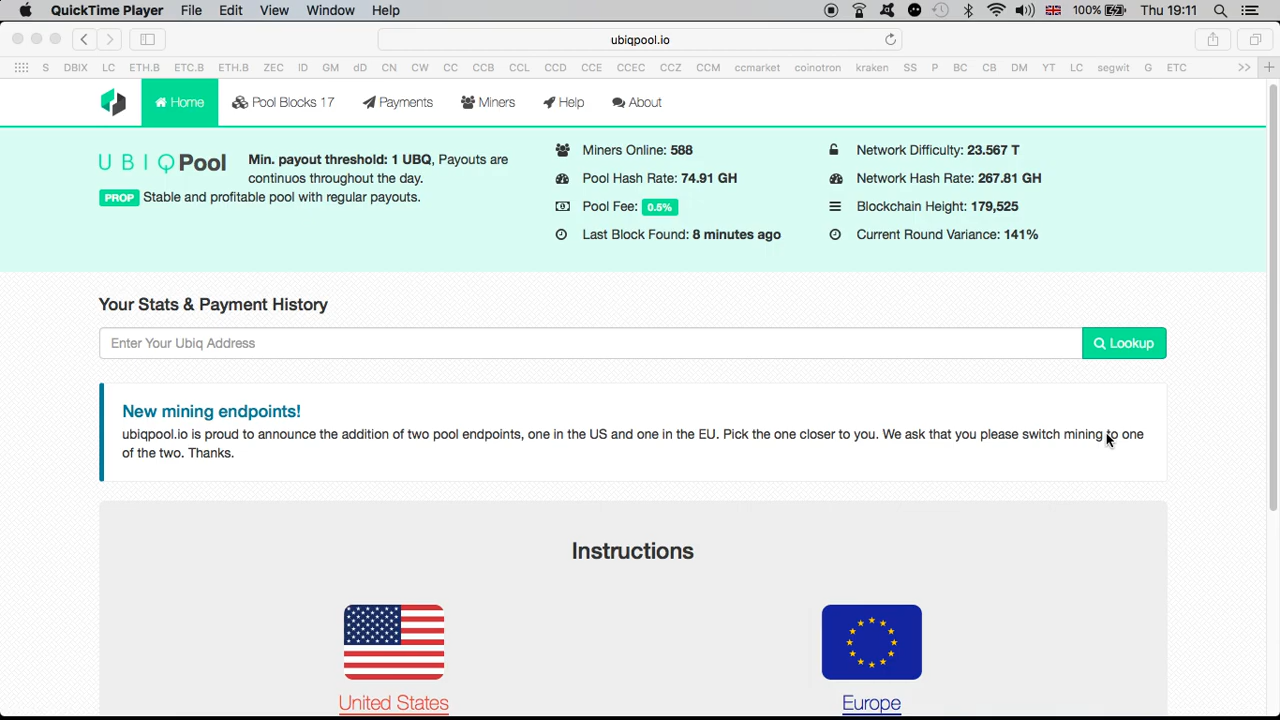 QuickTime Player File Edit View Window Help 100% Thu 19:11
ubiqpool.io
S DBIX LC ETH.B ETC.B ETH.B ZEC ID GM dD CN CW CC CCB CCL CCD CCE CCEC CCZ CCM ccmarket coinotron kraken SS P BC CB DM YT LC segwit G ETC >> +
Home Pool Blocks 17 Payments Miners Help About
UBIQPool Min. payout threshold: 1 UBQ, Payouts are
continuos throughout the day.
PROP Stable and profitable pool with regular payouts.
Miners Online: 588
Pool Hash Rate: 74.91 GH
Pool Fee: 0.5%
Last Block Found: 8 minutes ago
Network Difficulty: 23.567 T
Network Hash Rate: 267.81 GH
Blockchain Height: 179,525
Current Round Variance: 141%
Your Stats & Payment History
Enter Your Ubiq Address Lookup
New mining endpoints!
ubiqpool.io is proud to announce the addition of two pool endpoints, one in the US and one in the EU. Pick the one closer to you. We ask that you please switch mining to one
of the two. Thanks.
Instructions
United States Europe